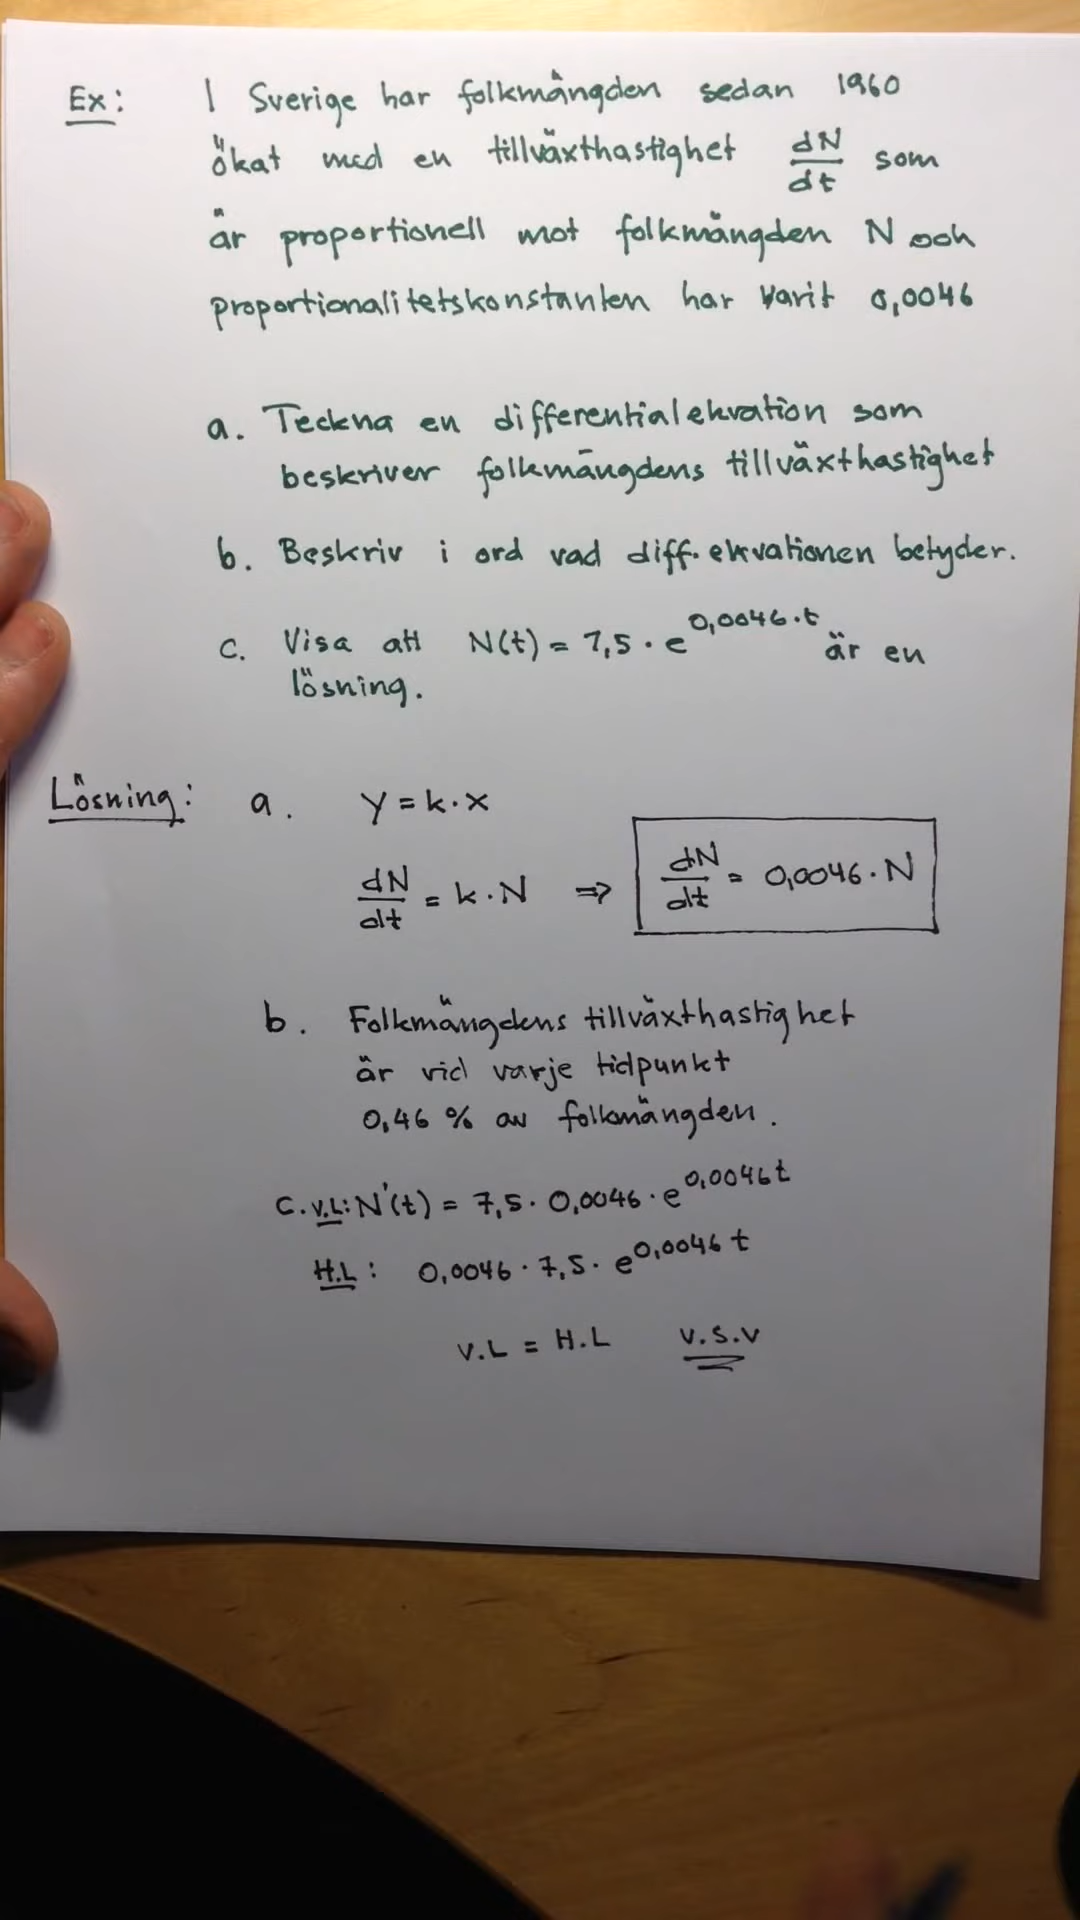 Ex: I Sverige har folkmängden sedan 1960
ökat med en tillväxthastighet dN/dt som
är proportionell mot folkmängden N och
proportionalitetskonstanten har varit 0,0046
a. Teckna en differentialekvation som
beskriver folkmängdens tillväxthastighet
b. Beskriv i ord vad diff. ekvationen betyder.
c. Visa att N(t) = 7,5 · e^0,0046·t är en
lösning.
Lösning: a. y = k · x
dN/dt = k · N ⇒ dN/dt = 0,0046 · N
b. Folkmängdens tillväxthastighet
är vid varje tidpunkt
0,46 % av folkmängden.
C. V.L: N'(t) = 7,5 · 0,0046 · e^0,0046t
H.L: 0,0046 · 7,5 · e^0,0046t
V.L = H.L V.S.V